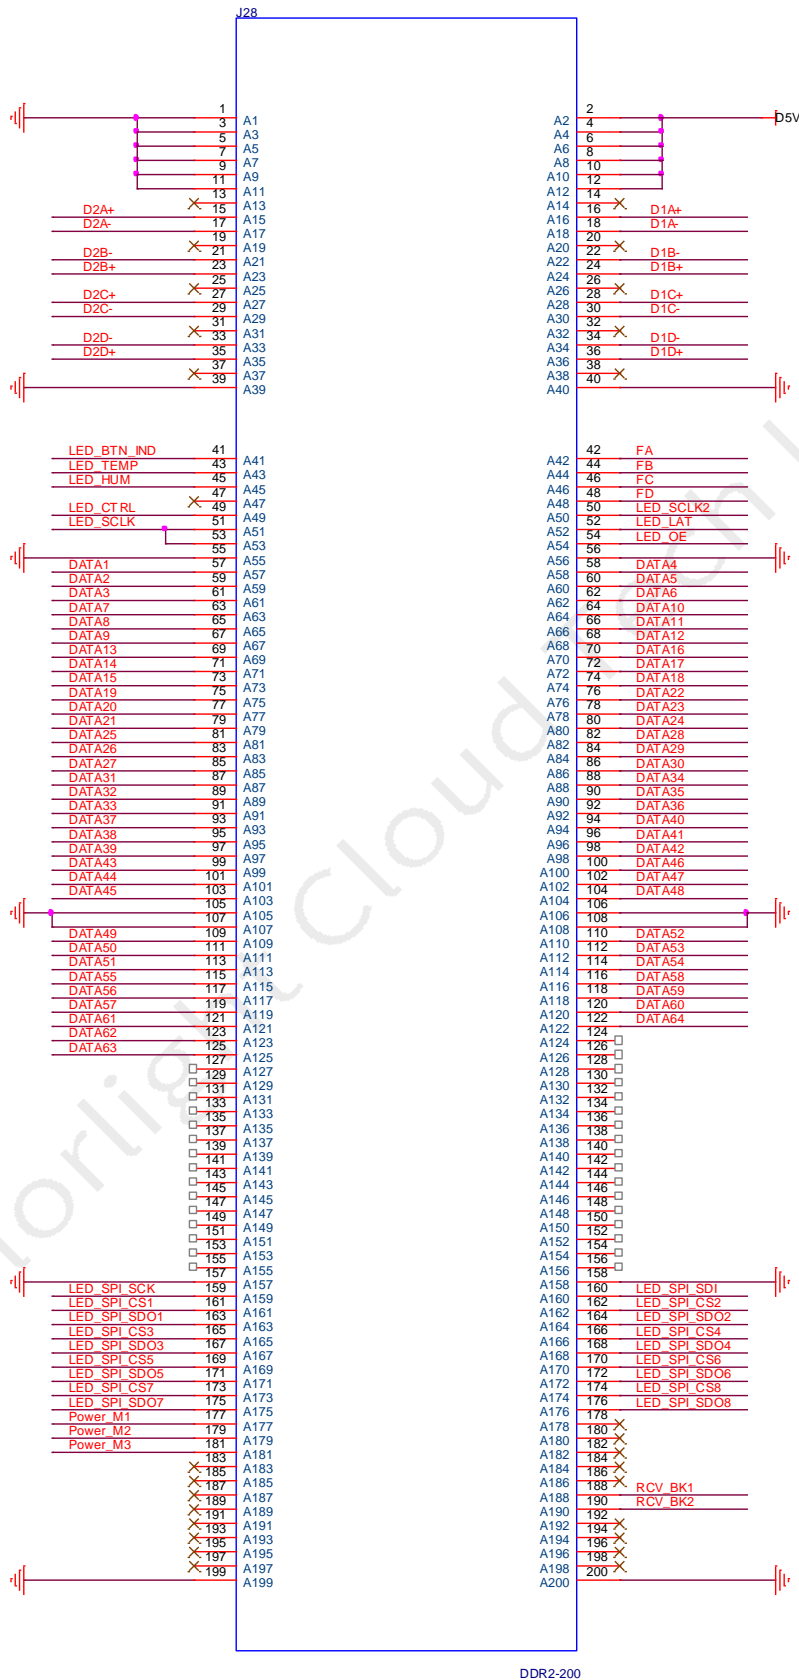 J28
1 A1 A2 2 D5V
3 A3 A4 4
5 A5 A6 6
7 A7 A8 8
9 A9 A10 10
11 A11 A12 12
13 A13 A14 14
D2A+ 15 A15 A16 16 D1A+
D2A- 17 A17 A18 18 D1A-
19 A19 A20 20
D2B- 21 A21 A22 22 D1B-
D2B+ 23 A23 A24 24 D1B+
25 A25 A26 26
D2C+ 27 A27 A28 28 D1C+
D2C- 29 A29 A30 30 D1C-
31 A31 A32 32
D2D- 33 A33 A34 34 D1D-
D2D+ 35 A35 A36 36 D1D+
37 A37 A38 38
39 A39 A40 40
LED_BTN_IND 41 A41 A42 42 FA
LED_TEMP 43 A43 A44 44 FB
LED_HUM 45 A45 A46 46 FC
47 A47 A48 48 FD
LED_CTRL 49 A49 A50 50 LED_SCLK2
LED_SCLK 51 A51 A52 52 LED_LAT
53 A53 A54 54 LED_OE
55 A55 A56 56
DATA1 57 A57 A58 58 DATA4
DATA2 59 A59 A60 60 DATA5
DATA3 61 A61 A62 62 DATA6
DATA7 63 A63 A64 64 DATA10
DATA8 65 A65 A66 66 DATA11
DATA9 67 A67 A68 68 DATA12
DATA13 69 A69 A70 70 DATA16
DATA14 71 A71 A72 72 DATA17
DATA15 73 A73 A74 74 DATA18
DATA19 75 A75 A76 76 DATA22
DATA20 77 A77 A78 78 DATA23
DATA21 79 A79 A80 80 DATA24
DATA25 81 A81 A82 82 DATA28
DATA26 83 A83 A84 84 DATA29
DATA27 85 A85 A86 86 DATA30
DATA31 87 A87 A88 88 DATA34
DATA32 89 A89 A90 90 DATA35
DATA33 91 A91 A92 92 DATA36
DATA37 93 A93 A94 94 DATA40
DATA38 95 A95 A96 96 DATA41
DATA39 97 A97 A98 98 DATA42
DATA43 99 A99 A100 100 DATA46
DATA44 101 A101 A102 102 DATA47
DATA45 103 A103 A104 104 DATA48
105 A105 A106 106
107 A107 A108 108
DATA49 109 A109 A110 110 DATA52
DATA50 111 A111 A112 112 DATA53
DATA51 113 A113 A114 114 DATA54
DATA55 115 A115 A116 116 DATA58
DATA56 117 A117 A118 118 DATA59
DATA57 119 A119 A120 120 DATA60
DATA61 121 A121 A122 122 DATA64
DATA62 123 A123 A124 124
DATA63 125 A125 A126 126
127 A127 A128 128
129 A129 A130 130
131 A131 A132 132
133 A133 A134 134
135 A135 A136 136
137 A137 A138 138
139 A139 A140 140
141 A141 A142 142
143 A143 A144 144
145 A145 A146 146
147 A147 A148 148
149 A149 A150 150
151 A151 A152 152
153 A153 A154 154
155 A155 A156 156
157 A157 A158 158
LED_SPI_SCK 159 A159 A160 160 LED_SPI_SDI
LED_SPI_CS1 161 A161 A162 162 LED_SPI_CS2
LED_SPI_SDO1 163 A163 A164 164 LED_SPI_SDO2
LED_SPI_CS3 165 A165 A166 166 LED_SPI_CS4
LED_SPI_SDO3 167 A167 A168 168 LED_SPI_SDO4
LED_SPI_CS5 169 A169 A170 170 LED_SPI_CS6
LED_SPI_SDO5 171 A171 A172 172 LED_SPI_SDO6
LED_SPI_CS7 173 A173 A174 174 LED_SPI_CS8
LED_SPI_SDO7 175 A175 A176 176 LED_SPI_SDO8
Power_M1 177 A177 A178 178
Power_M2 179 A179 A180 180
Power_M3 181 A181 A182 182
183 A183 A184 184
185 A185 A186 186
187 A187 A188 188 RCV_BK1
189 A189 A190 190 RCV_BK2
191 A191 A192 192
193 A193 A194 194
195 A195 A196 196
197 A197 A198 198
199 A199 A200 200
DDR2-200
lorlight Cloud Tech